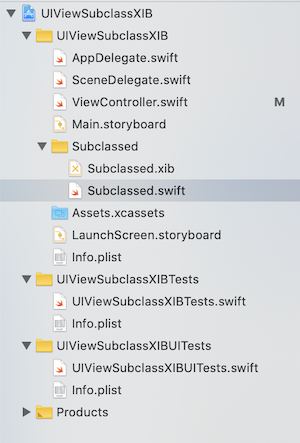 UIViewSubclassXIB
UIViewSubclassXIB
AppDelegate.swift
SceneDelegate.swift
ViewController.swift M
Main.storyboard
Subclassed
Subclassed.xib
Subclassed.swift
Assets.xcassets
LaunchScreen.storyboard
Info.plist
UIViewSubclassXIBTests
UIViewSubclassXIBTests.swift
Info.plist
UIViewSubclassXIBUITests
UIViewSubclassXIBUITests.swift
Info.plist
Products